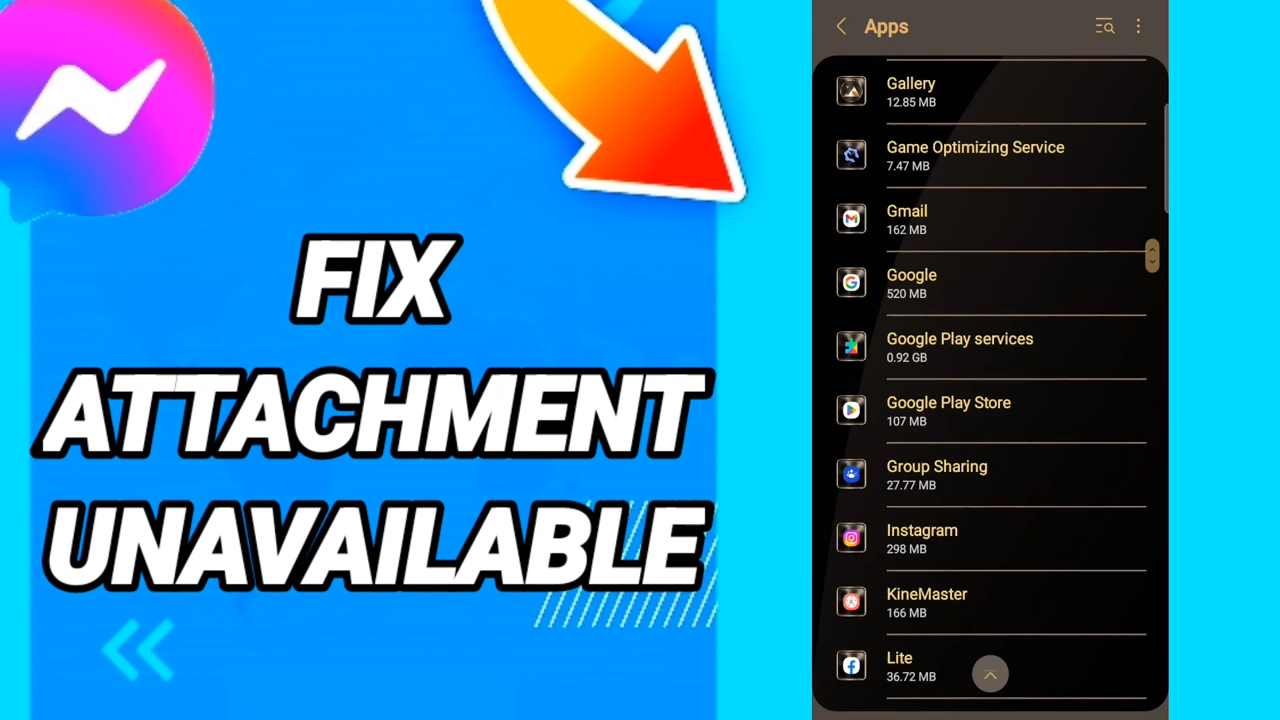 FIX
ATTACHMENT
UNAVAILABLE
Apps
Gallery
12.85 MB
Game Optimizing Service
7.47 MB
Gmail
162 MB
Google
520 MB
Google Play services
0.92 GB
Google Play Store
107 MB
Group Sharing
27.77 MB
Instagram
298 MB
KineMaster
166 MB
Lite
36.72 MB